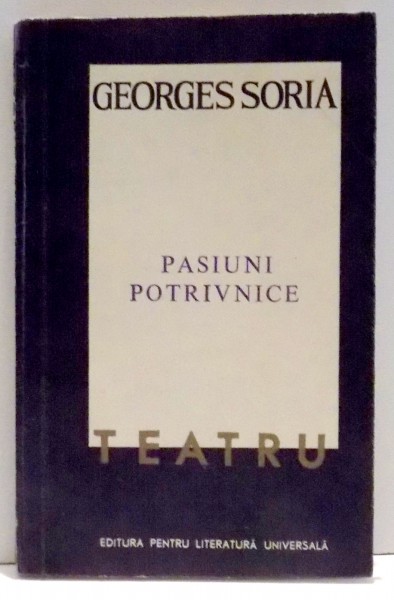 GEORGES SORIA
PASIUNI
POTRIVNICE
TEATRU
EDITURA PENTRU LITERATURĂ UNIVERSALĂ